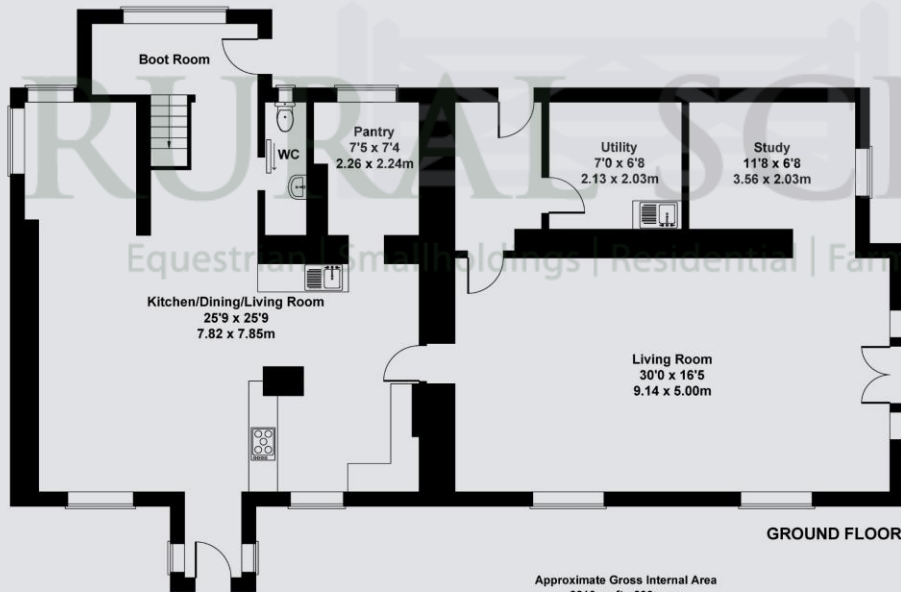 RURAL SC
Equestrian | Smallholdings | Residential | Farm
Boot Room
WC
Pantry
7'5 x 7'4
2.26 x 2.24m
Utility
7'0 x 6'8
2.13 x 2.03m
Study
11'8 x 6'8
3.56 x 2.03m
Kitchen/Dining/Living Room
25'9 x 25'9
7.82 x 7.85m
Living Room
30'0 x 16'5
9.14 x 5.00m
GROUND FLOOR
Approximate Gross Internal Area